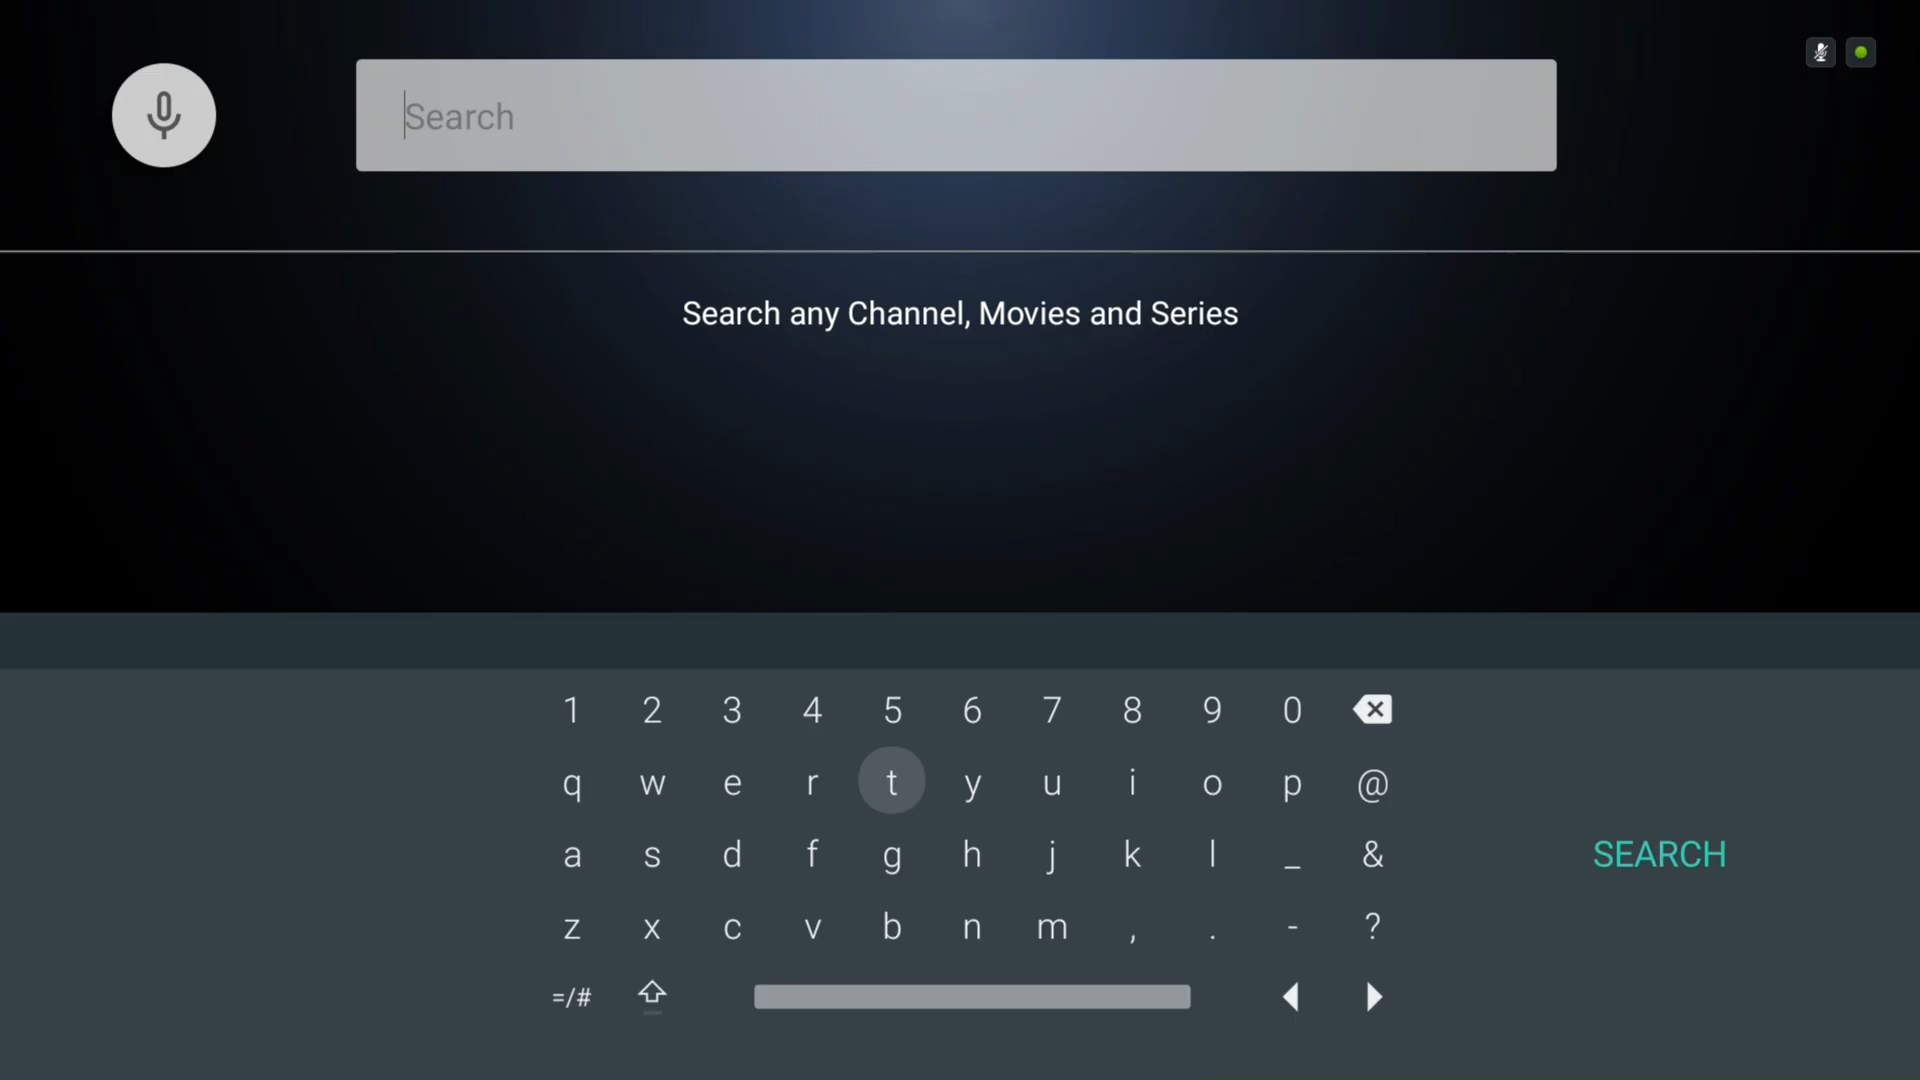 Search
Search any Channel, Movies and Series
1 2 3 4 5 6 7 8 9 0
q w e r t y u i o p @
a s d f g h j k l _ &
SEARCH
z x c v b n m , . - ?
=/#